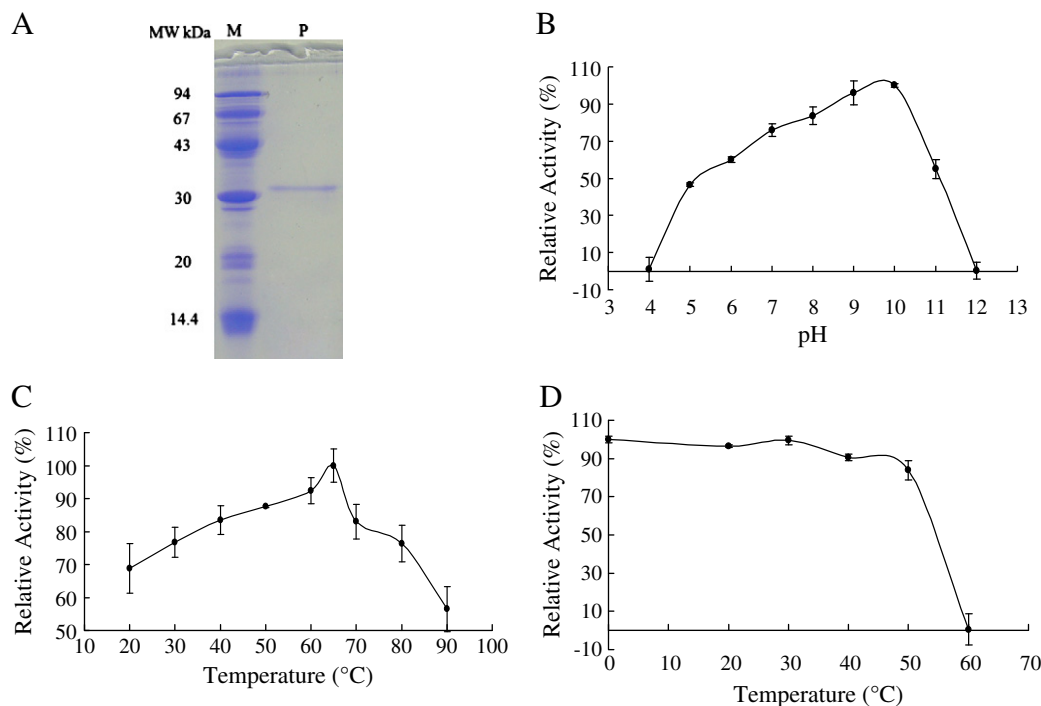 A
MW kDa M P
94
67
43
30
20
14.4
B
Relative Activity (%)
110
90
70
50
30
10
-10
3 4 5 6 7 8 9 10 11 12 13
pH
C
Relative Activity (%)
110
100
90
80
70
60
50
10 20 30 40 50 60 70 80 90 100
Temperature (°C)
D
Relative Activity (%)
110
90
70
50
30
10
-10
0 10 20 30 40 50 60 70
Temperature (°C)